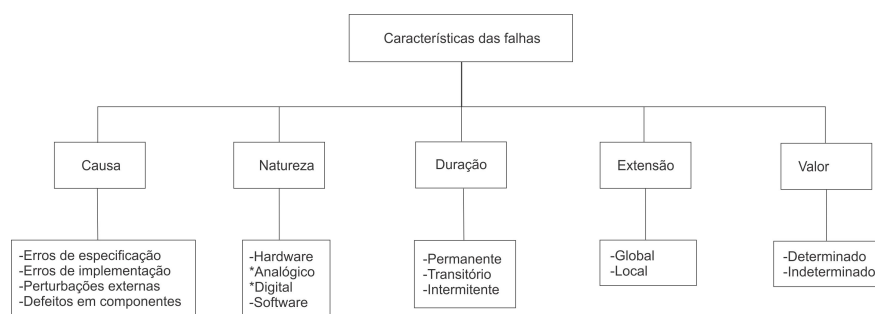 Características das falhas
Causa
Natureza
Duração
Extensão
Valor
-Erros de especificação
-Erros de implementação
-Perturbações externas
-Defeitos em componentes
-Hardware
*Analógico
*Digital
-Software
-Permanente
-Transitório
-Intermitente
-Global
-Local
-Determinado
-Indeterminado